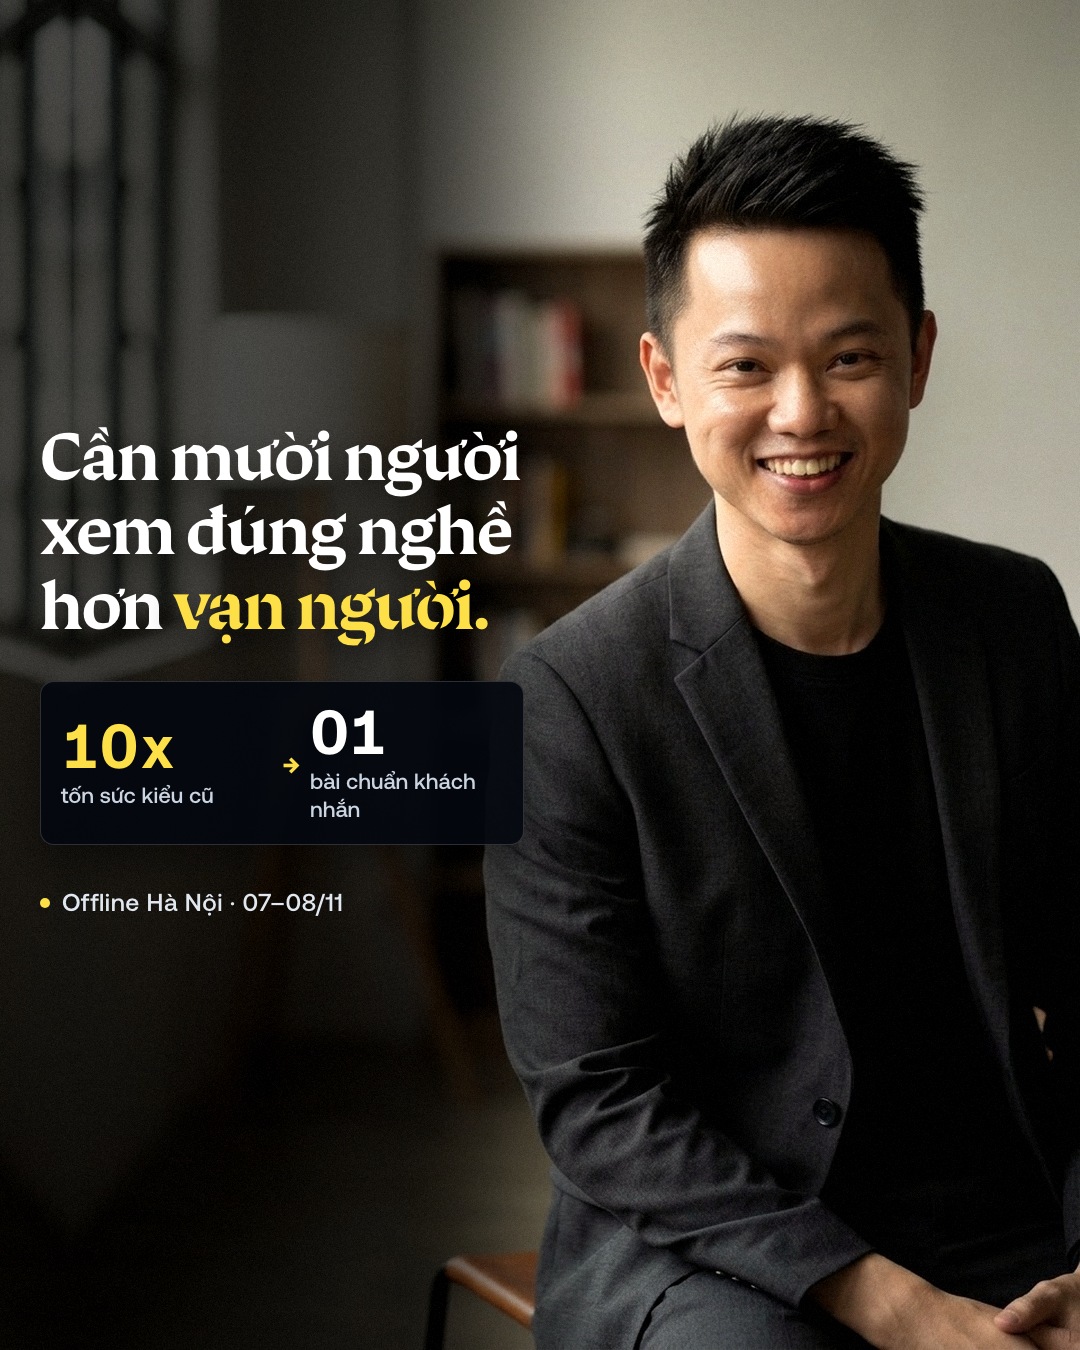 Cần mười người
xem đúng nghề
hơn vạn người.
10x
tốn sức kiểu cũ
→
01
bài chuẩn khách
nhắn
Offline Hà Nội · 07–08/11